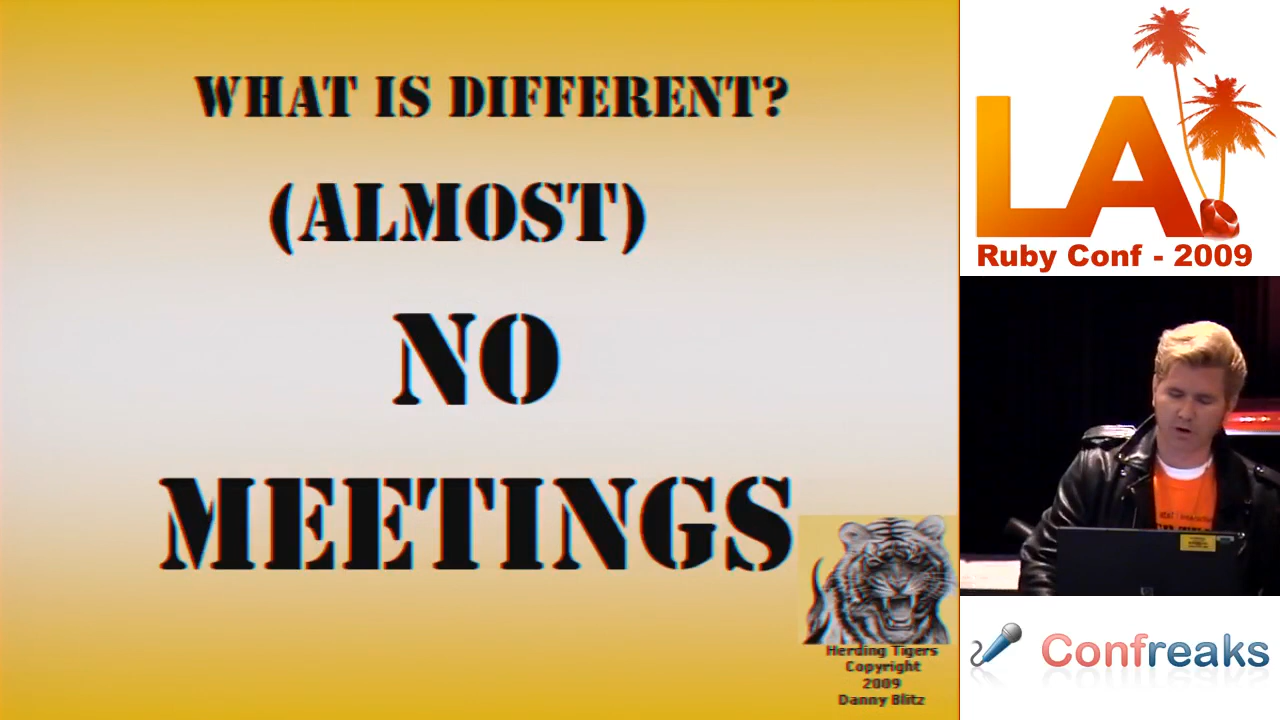 WHAT IS DIFFERENT?
(ALMOST)
NO
MEETINGS
Herding Tigers
Copyright
2009
Danny Blitz
LA
Ruby Conf - 2009
Confreaks